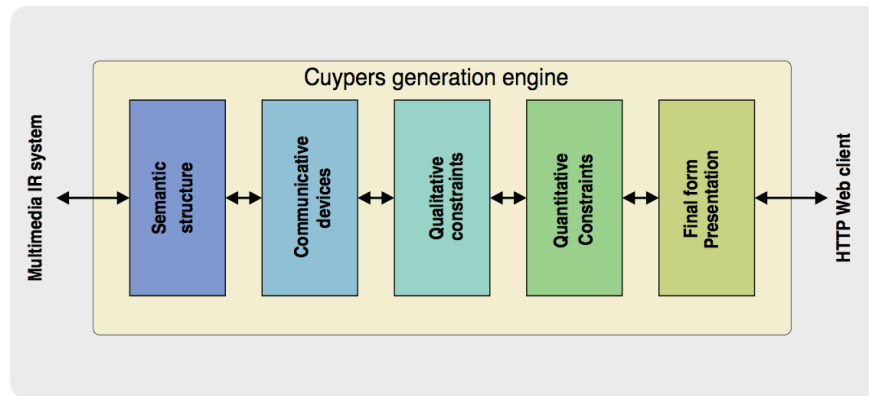 Cuypers generation engine
Multimedia IR system
Semantic
structure
Communicative
devices
Qualitative
constraints
Quantitative
Constraints
Final form
Presentation
HTTP Web client